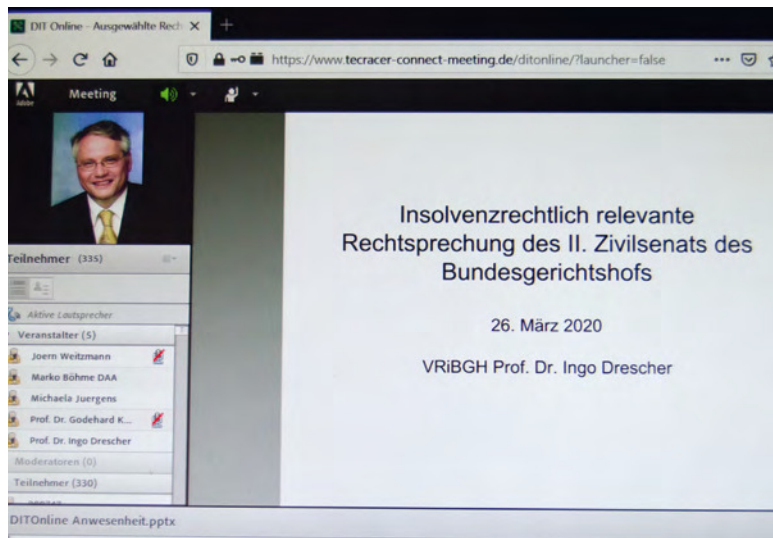 DIT Online - Ausgewählte Rech
https://www.tecracer-connect-meeting.de/ditonline/?launcher=false
Adobe
Meeting
Teilnehmer (335)
Aktive Lautsprecher
Veranstalter (5)
Joern Weitzmann
Marko Böhme DAA
Michaela Juergens
Prof. Dr. Godehard K...
Prof. Dr. Ingo Drescher
Moderatoren (0)
Teilnehmer (330)
DITOnline Anwesenheit.pptx
Insolvenzrechtlich relevante
Rechtsprechung des II. Zivilsenats des
Bundesgerichtshofs
26. März 2020
VRiBGH Prof. Dr. Ingo Drescher